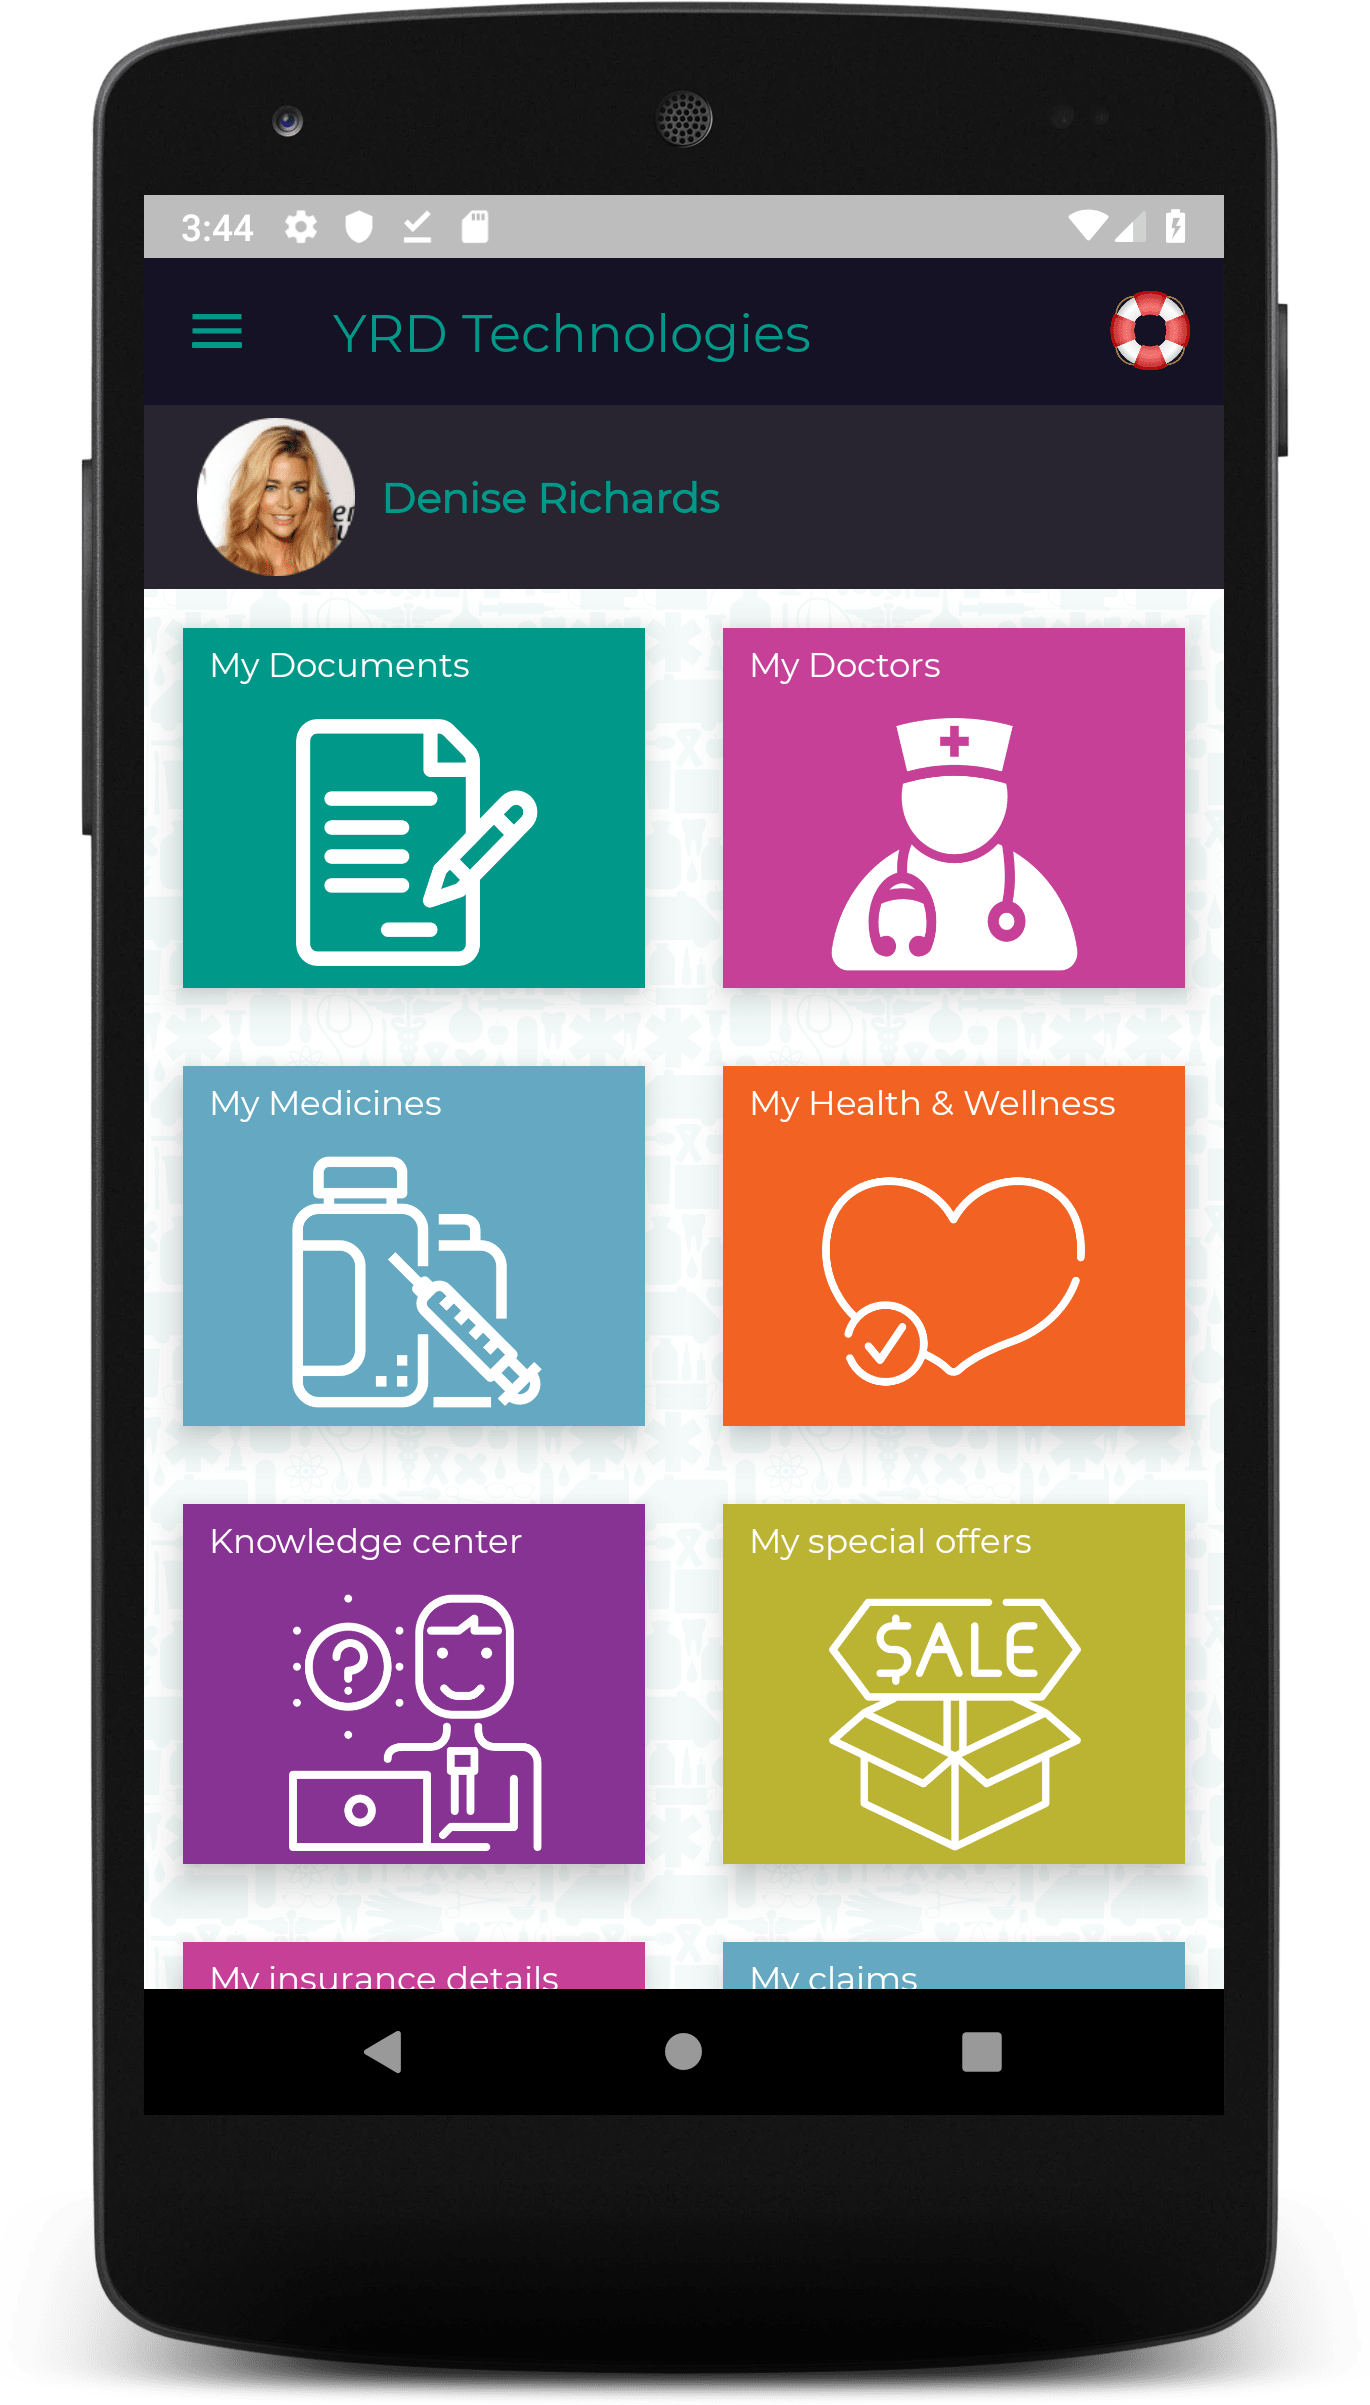 3:44
YRD Technologies
Denise Richards
My Documents
My Doctors
My Medicines
My Health & Wellness
Knowledge center
My special offers
?
$ALE
My insurance details
My claims